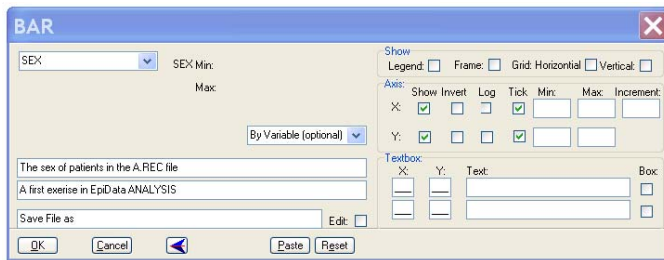 BAR
SEX
SEX Min:
Max:
By Variable (optional)
The sex of patients in the A.REC file
A first exerise in EpiData ANALYSIS
Save File as
Edit:
OK Cancel Paste Reset
Show
Legend: Frame: Grid: Horizontial Vertical:
Axis:
Show Invert Log Tick Min: Max: Increment:
X:
Y:
Textbox:
X: Y: Text: Box: